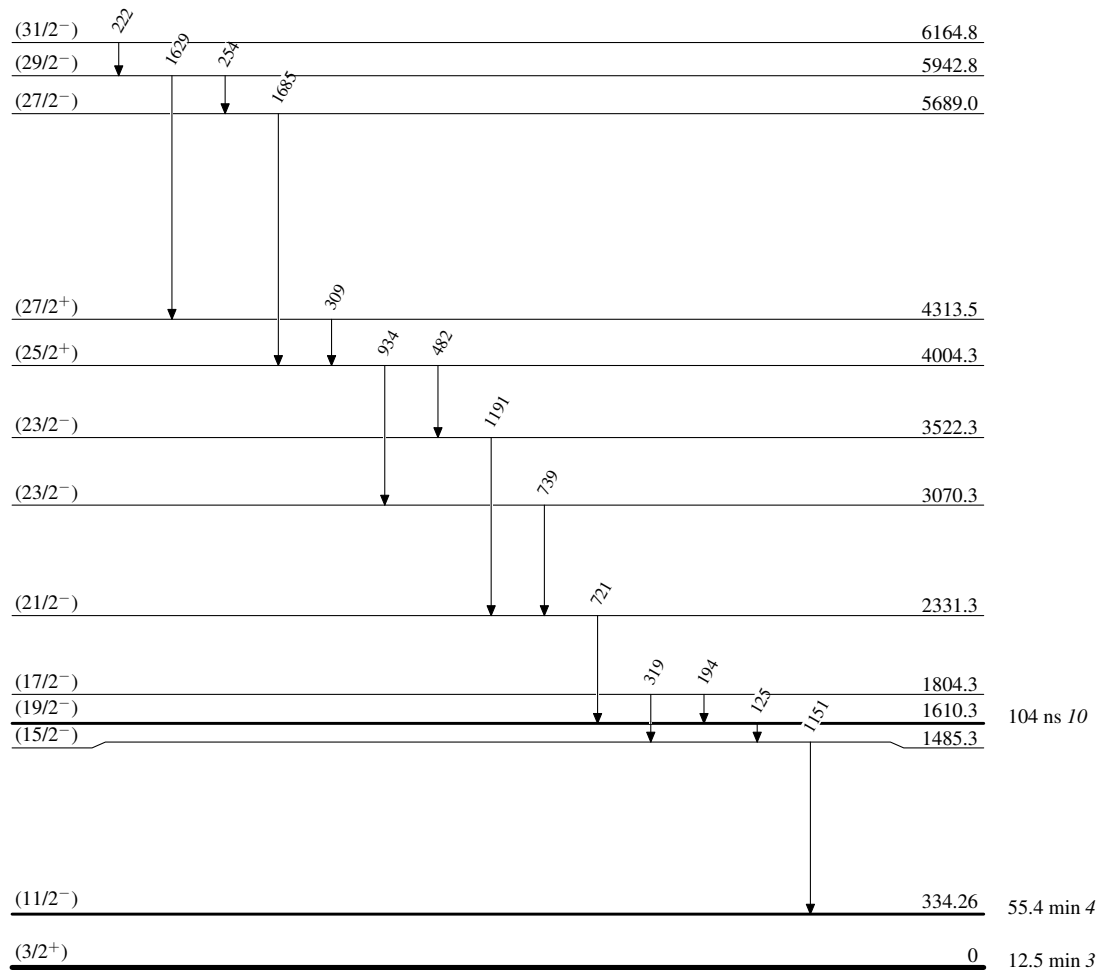 (31/2⁻) 222 6164.8
(29/2⁻) 1629 254 5942.8
(27/2⁻) 1685 5689.0
(27/2⁺) 309 4313.5
(25/2⁺) 934 482 4004.3
(23/2⁻) 1191 3522.3
(23/2⁻) 739 3070.3
(21/2⁻) 721 2331.3
(17/2⁻) 319 194 1804.3
(19/2⁻) 125 1610.3 104 ns 10
(15/2⁻) 1151 1485.3
(11/2⁻) 334.26 55.4 min 4
(3/2⁺) 0 12.5 min 3